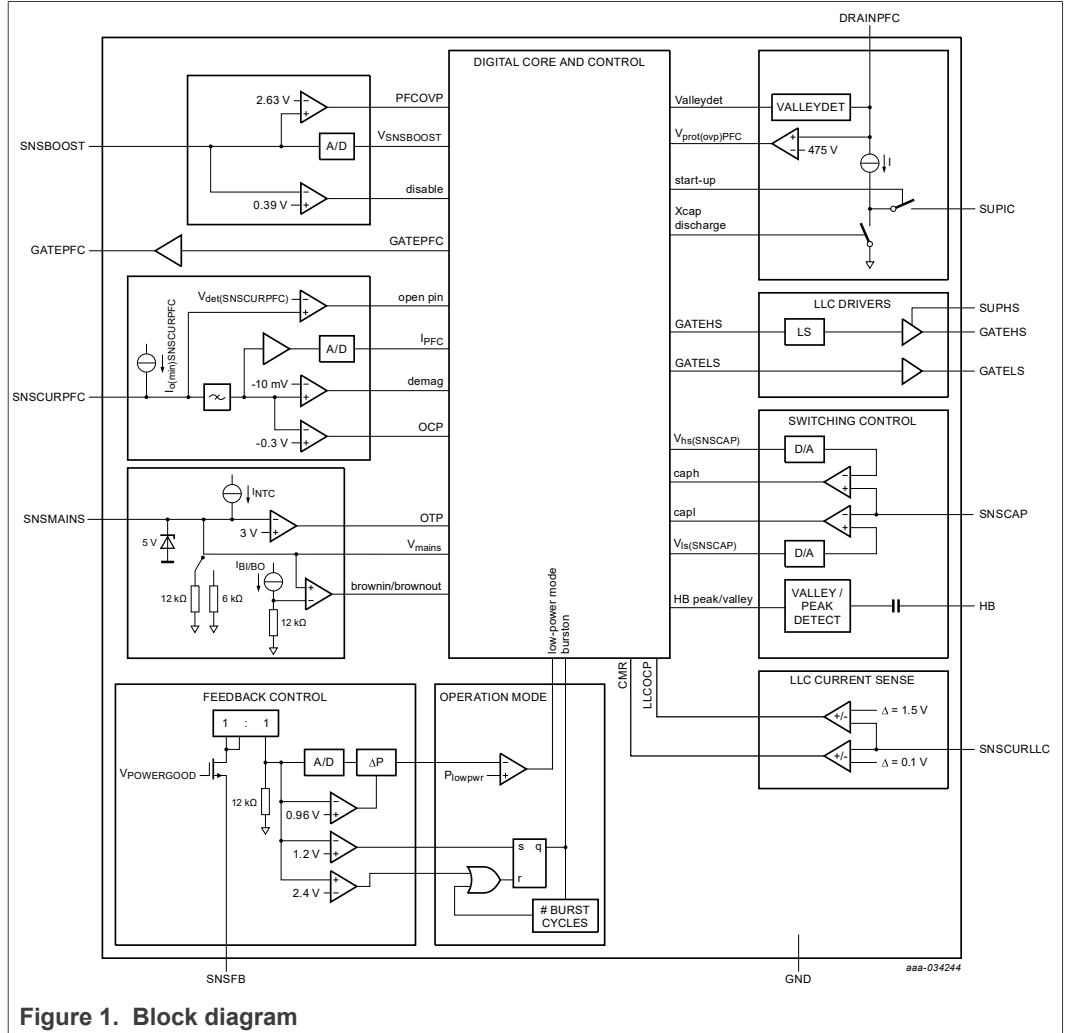 DRAINPFC
DIGITAL CORE AND CONTROL
2.63 V
PFCOVP
SNSBOOST
A/D
VSNSBOOST
0.39 V
disable
GATEPFC
GATEPFC
Vdet(SNSCURPFC)
open pin
Io(min)SNSCURPFC
A/D
IPFC
-10 mV
demag
SNSCURPFC
-0.3 V
OCP
INTC
SNSMAINS
3 V
OTP
5 V
Vmains
IBI/BO
brownin/brownout
12 kΩ
6 kΩ
12 kΩ
low-power mode
burston
Valleydet
VALLEYDET
Vprot(ovp)PFC
475 V
I
start-up
SUPIC
Xcap
discharge
LLC DRIVERS
SUPHS
GATEHS
LS
GATEHS
GATELS
GATELS
SWITCHING CONTROL
Vhs(SNSCAP)
D/A
caph
SNSCAP
capl
Vls(SNSCAP)
D/A
HB peak/valley
VALLEY /
PEAK
DETECT
HB
CMR
LLCOCP
LLC CURRENT SENSE
+/-
Δ = 1.5 V
SNSCURLLC
+/-
Δ = 0.1 V
FEEDBACK CONTROL
1 : 1
VPOWERGOOD
A/D
ΔP
12 kΩ
0.96 V
1.2 V
2.4 V
OPERATION MODE
Plowpwr
s q
r
# BURST
CYCLES
SNSFB
GND
aaa-034244
Figure 1. Block diagram